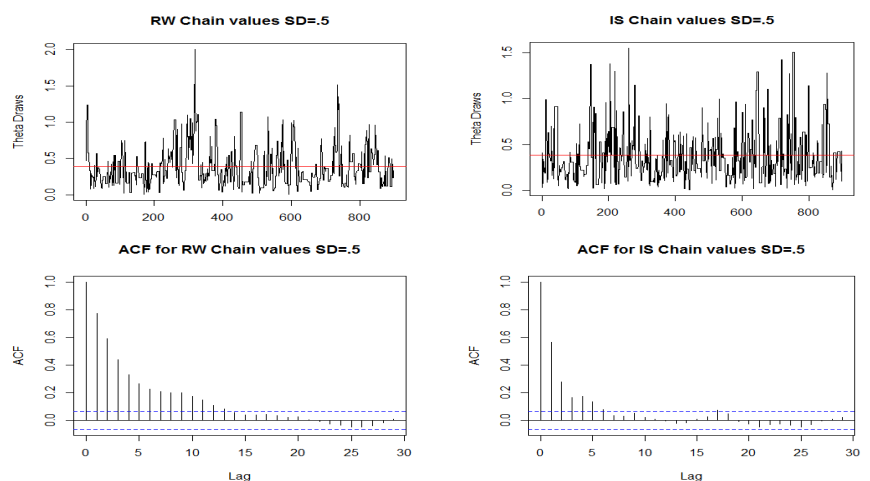 RW Chain values SD=.5
Theta Draws
0.0 0.5 1.0 1.5 2.0
0 200 400 600 800
IS Chain values SD=.5
Theta Draws
0.0 0.5 1.0 1.5
0 200 400 600 800
ACF for RW Chain values SD=.5
ACF
0.0 0.2 0.4 0.6 0.8 1.0
0 5 10 15 20 25 30
Lag
ACF for IS Chain values SD=.5
ACF
0.0 0.2 0.4 0.6 0.8 1.0
0 5 10 15 20 25 30
Lag